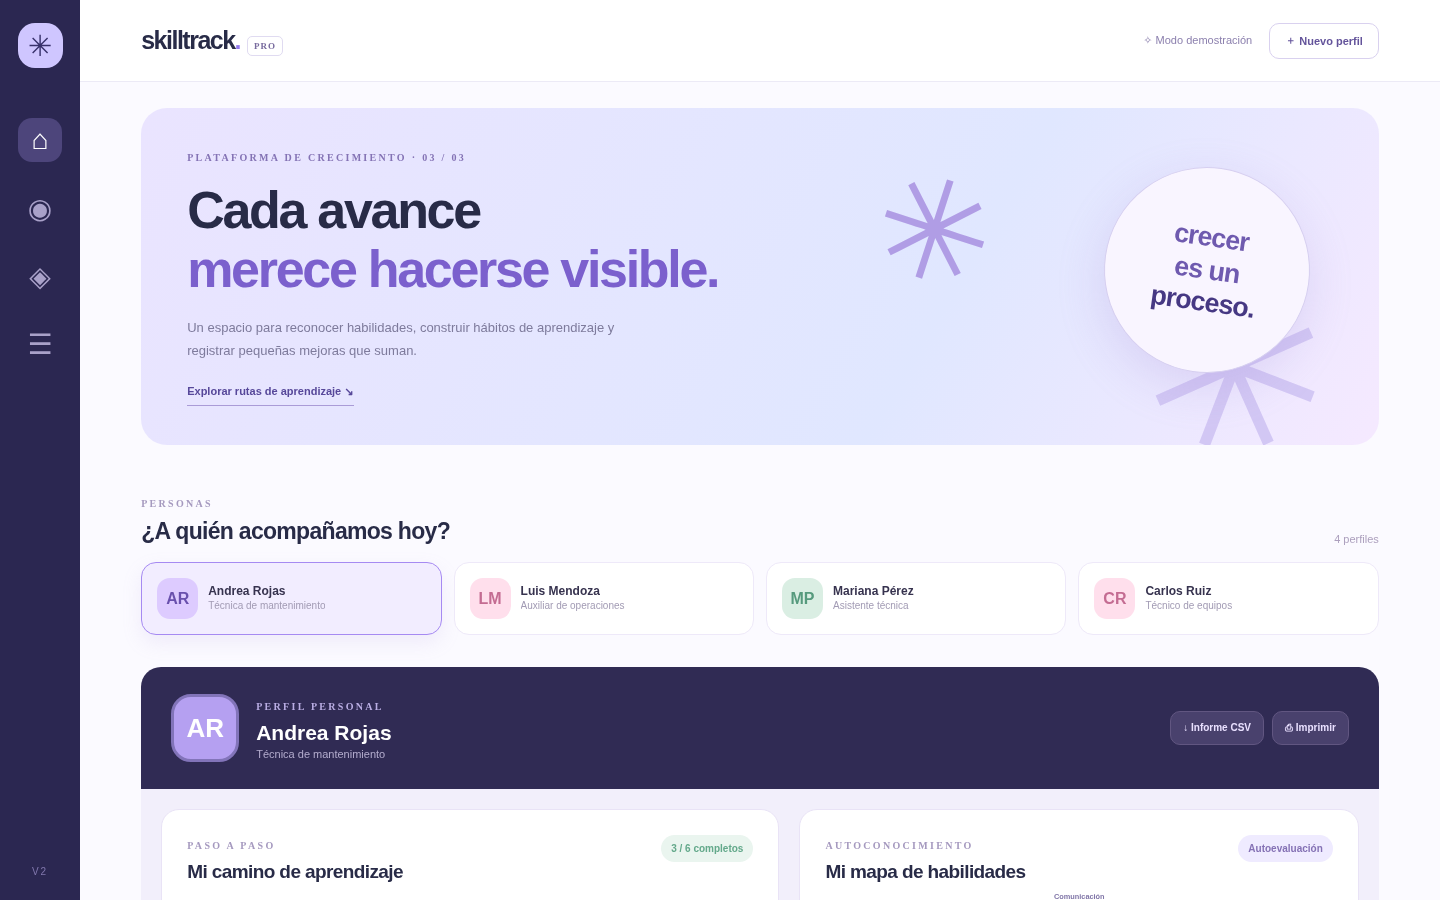 skilltrack. PRO
✧ Modo demostración
+ Nuevo perfil
PLATAFORMA DE CRECIMIENTO · 03 / 03
Cada avance
merece hacerse visible.
Un espacio para reconocer habilidades, construir hábitos de aprendizaje y
registrar pequeñas mejoras que suman.
Explorar rutas de aprendizaje ↘
crecer
es un
proceso.
PERSONAS
¿A quién acompañamos hoy?
4 perfiles
AR
Andrea Rojas
Técnica de mantenimiento
LM
Luis Mendoza
Auxiliar de operaciones
MP
Mariana Pérez
Asistente técnica
CR
Carlos Ruiz
Técnico de equipos
AR
PERFIL PERSONAL
Andrea Rojas
Técnica de mantenimiento
↓ Informe CSV
⎙ Imprimir
PASO A PASO
Mi camino de aprendizaje
3 / 6 completos
AUTOCONOCIMIENTO
Mi mapa de habilidades
Autoevaluación
Comunicación
V2